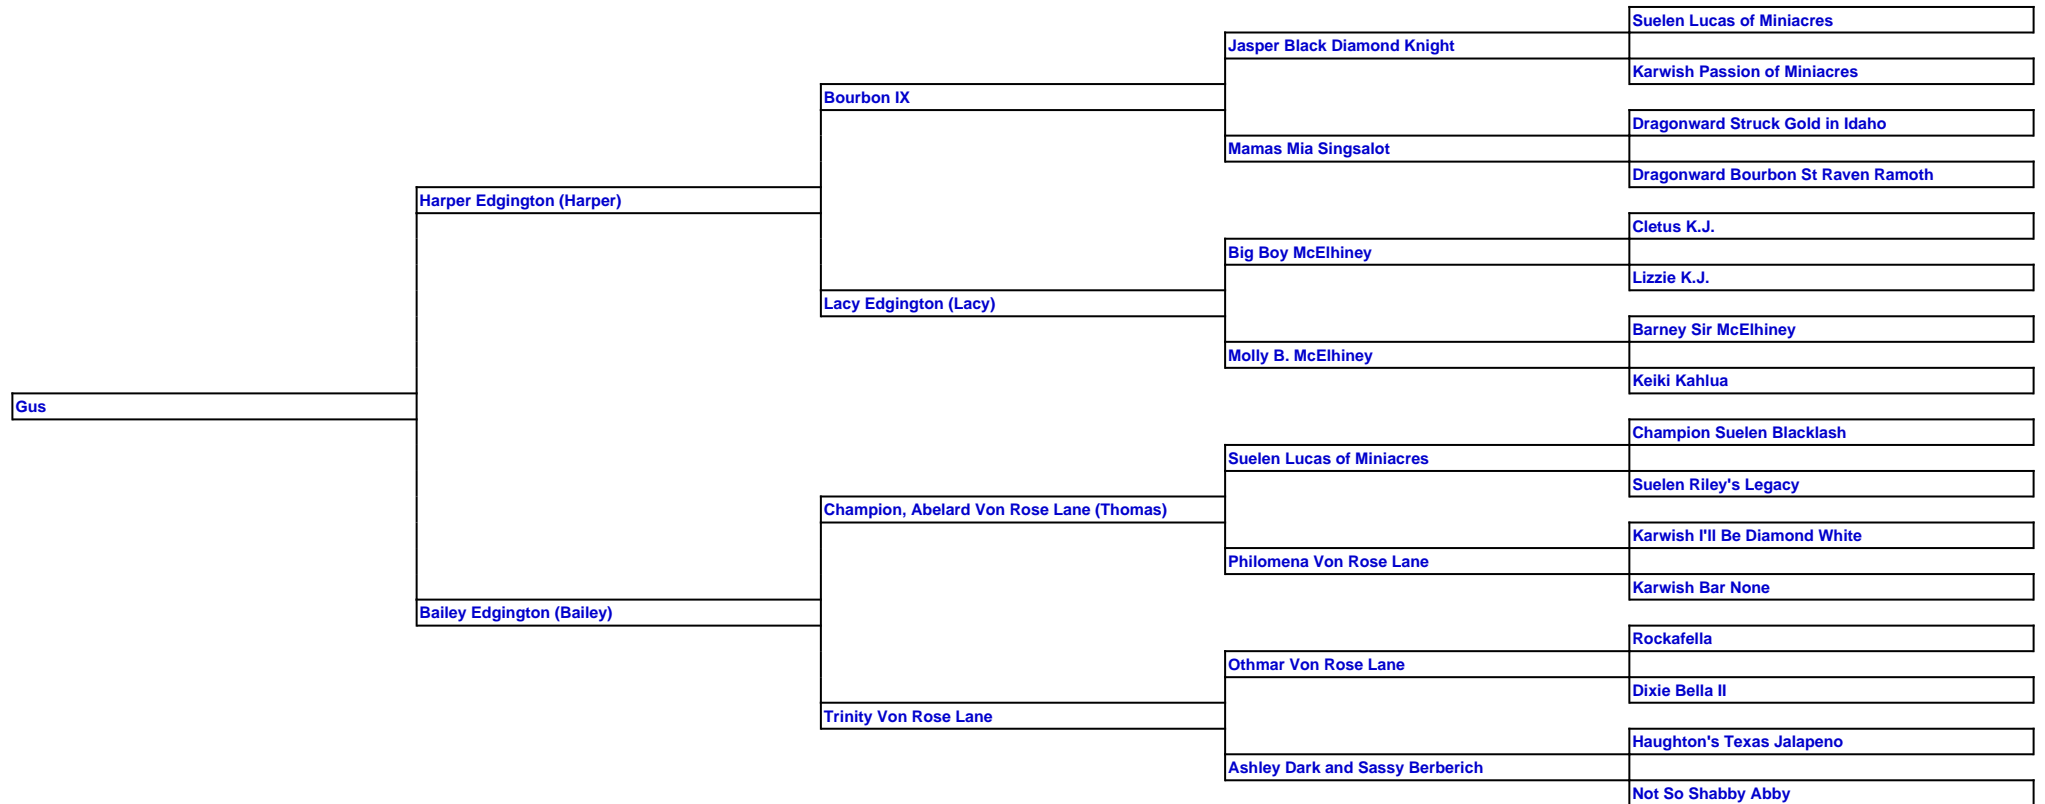 Suelen Lucas of Miniacres
Jasper Black Diamond Knight
Karwish Passion of Miniacres
Bourbon IX
Dragonward Struck Gold in Idaho
Mamas Mia Singsalot
Dragonward Bourbon St Raven Ramoth
Harper Edgington (Harper)
Cletus K.J.
Big Boy McElhiney
Lizzie K.J.
Lacy Edgington (Lacy)
Barney Sir McElhiney
Molly B. McElhiney
Keiki Kahlua
Gus
Champion Suelen Blacklash
Suelen Lucas of Miniacres
Suelen Riley's Legacy
Champion, Abelard Von Rose Lane (Thomas)
Karwish I'll Be Diamond White
Philomena Von Rose Lane
Karwish Bar None
Bailey Edgington (Bailey)
Rockafella
Othmar Von Rose Lane
Dixie Bella II
Trinity Von Rose Lane
Haughton's Texas Jalapeno
Ashley Dark and Sassy Berberich
Not So Shabby Abby